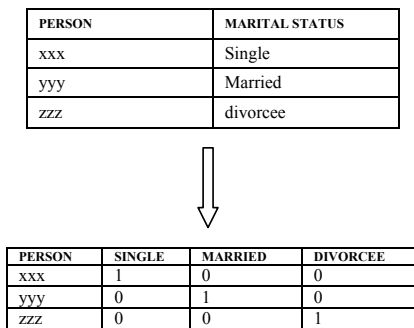 PERSON MARITAL STATUS
xxx Single
yyy Married
zzz divorcee
PERSON SINGLE MARRIED DIVORCEE
xxx 1 0 0
yyy 0 1 0
zzz 0 0 1